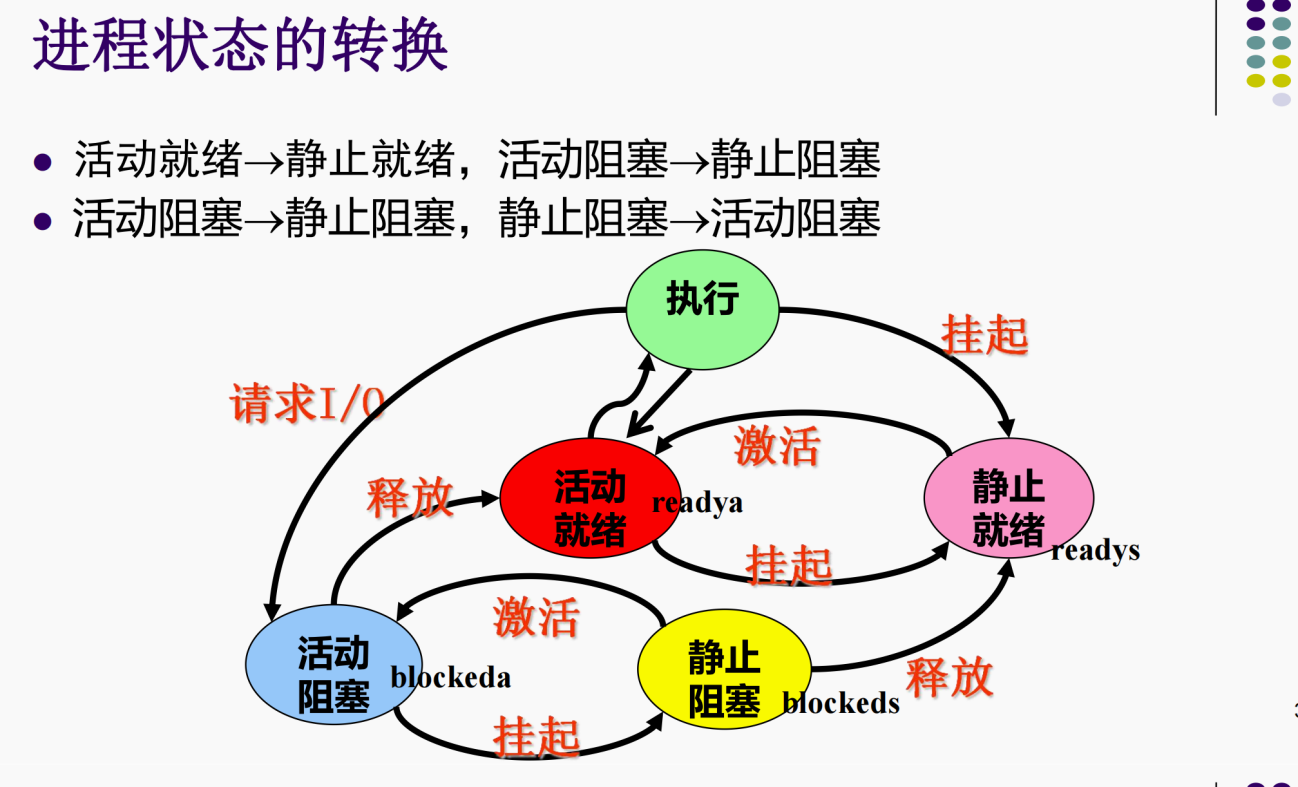 进程状态的转换
活动就绪→静止就绪，活动阻塞→静止阻塞
活动阻塞→静止阻塞，静止阻塞→活动阻塞
执行
挂起
请求I/O
激活
释放
活动
就绪
readya
静止
就绪
readys
挂起
激活
活动
阻塞
blockeda
静止
阻塞
blockeds
释放
挂起